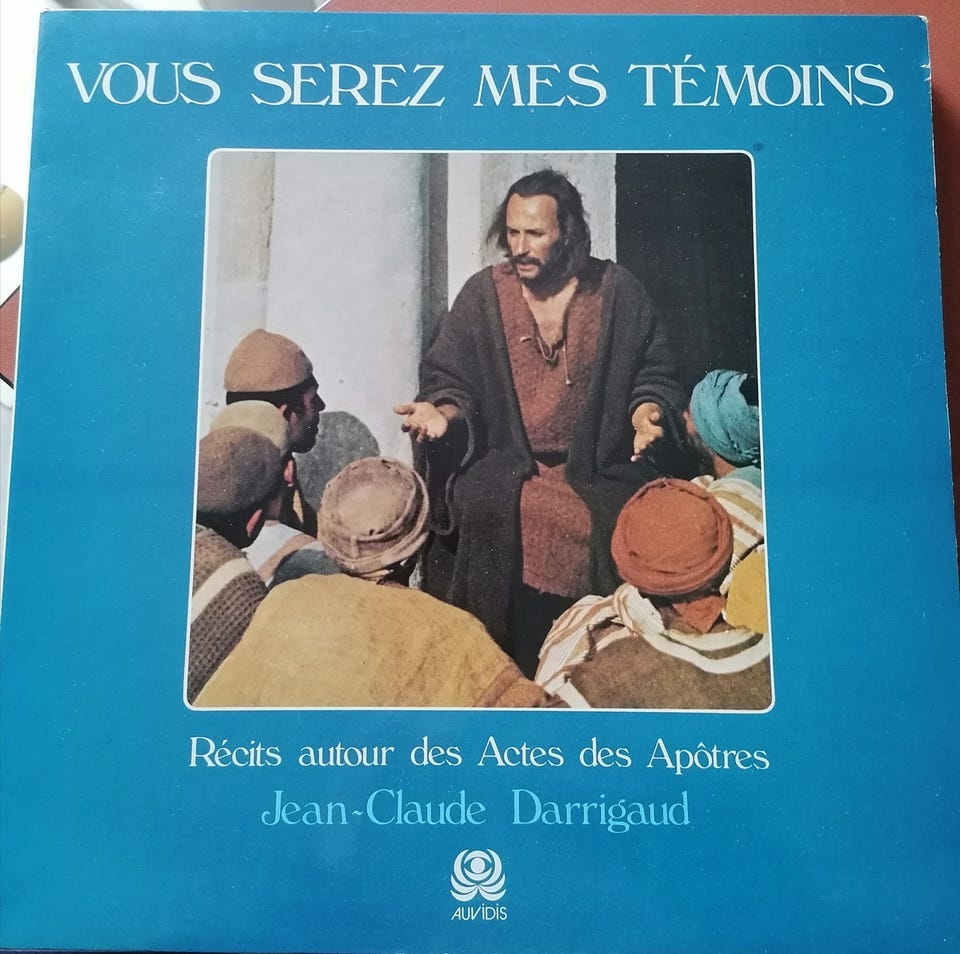 VOUS SEREZ MES TÉMOINS
Récits autour des Actes des Apôtres
Jean-Claude Darrigaud
AUVIDIS